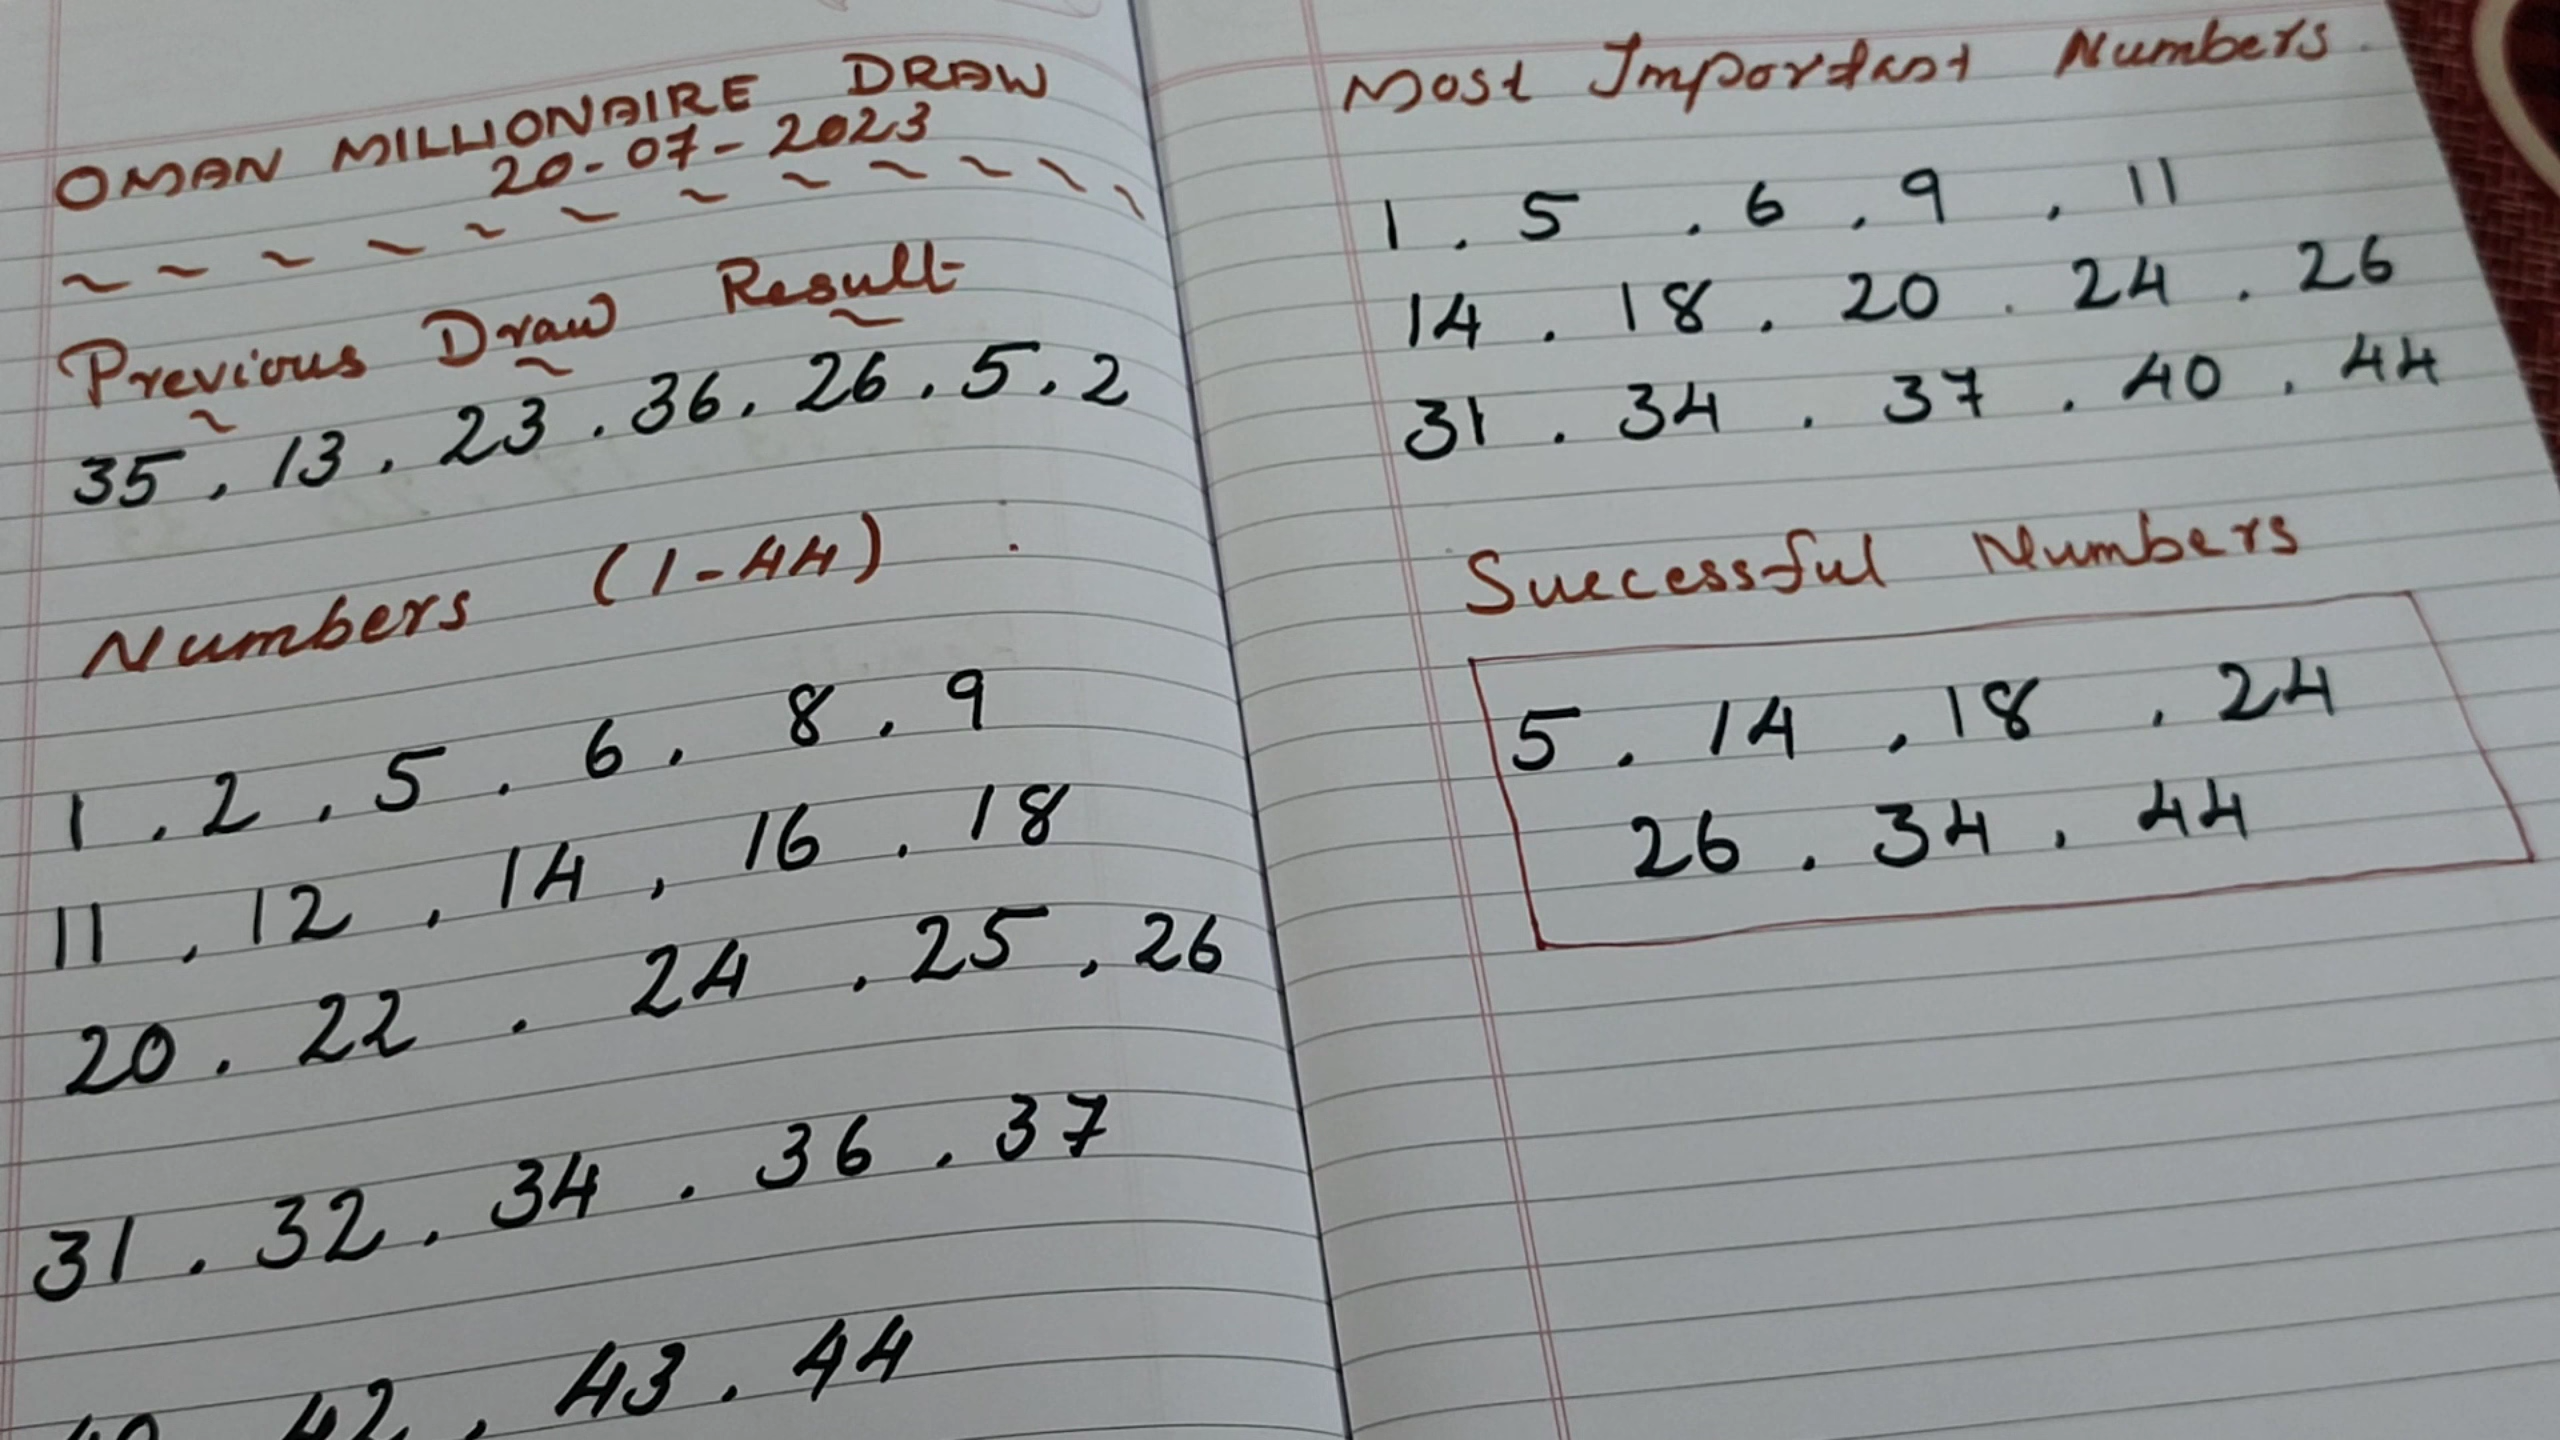 OMAN MILLIONAIRE DRAW
20-07-2023
Previous Draw Result
35, 13, 23. 36. 26. 5. 2
Numbers (1-44)
1, 2, 5. 6, 8, 9
11, 12, 14, 16, 18
20. 22. 24, 25, 26
31. 32. 34. 36. 37
40 42, 43. 44
Most Important Numbers
1. 5. 6. 9, 11
14. 18. 20. 24. 26
31. 34. 37. 40. 44
Successful Numbers
5. 14, 18, 24
26. 34. 44